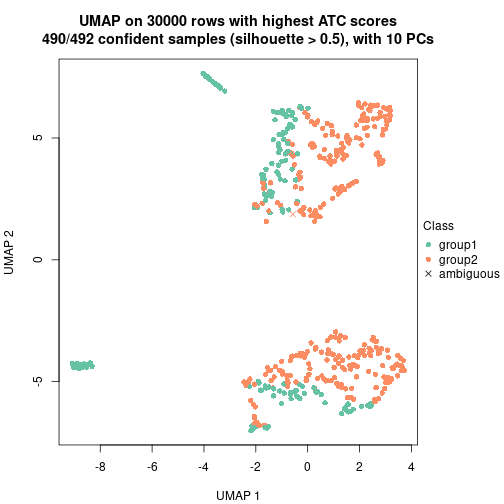 UMAP on 30000 rows with highest ATC scores
490/492 confident samples (silhouette > 0.5), with 10 PCs
5
0
-5
UMAP 2
-8
-6
-4
-2
0
2
4
UMAP 1
Class
group1
group2
ambiguous